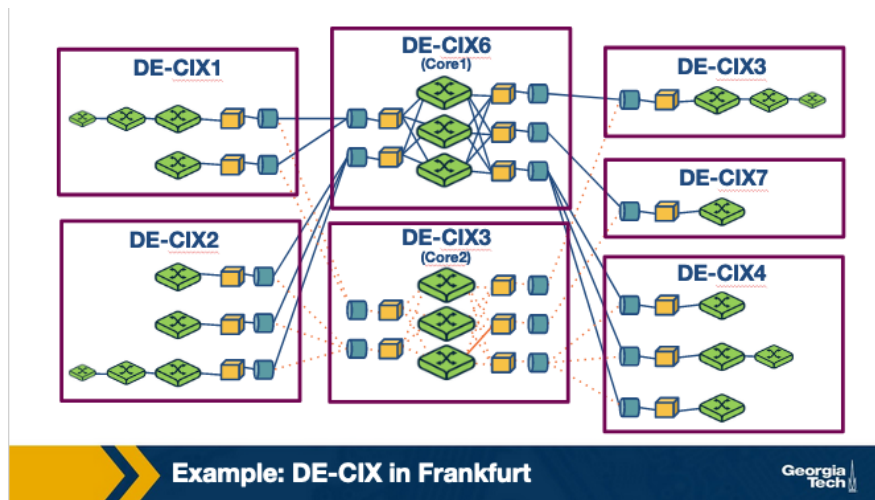 DE-CIX1
DE-CIX6
(Core1)
DE-CIX3
DE-CIX7
DE-CIX2
DE-CIX3
(Core2)
DE-CIX4
Example: DE-CIX in Frankfurt
Georgia
Tech